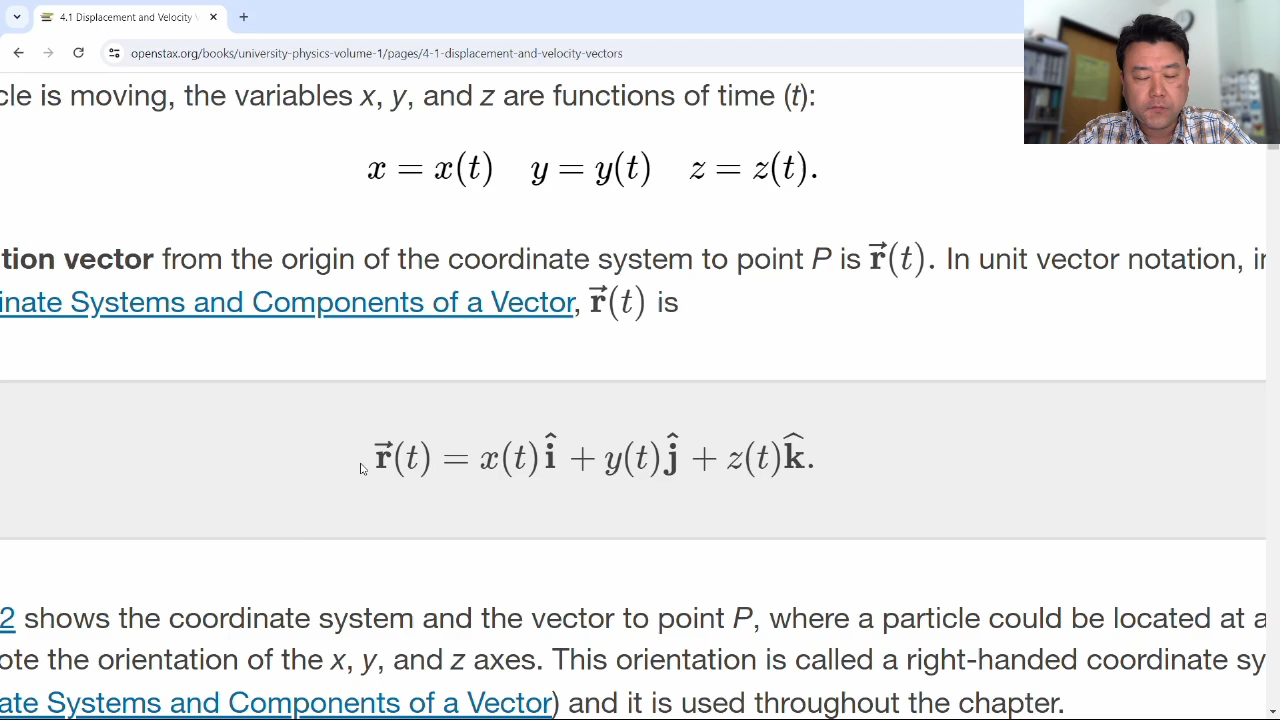 4.1 Displacement and Velocity
openstax.org/books/university-physics-volume-1/pages/4-1-displacement-and-velocity-vectors
cle is moving, the variables x, y, and z are functions of time (t):
x = x(t) y = y(t) z = z(t).
tion vector from the origin of the coordinate system to point P is r⃗(t). In unit vector notation, in
inate Systems and Components of a Vector, r⃗(t) is
r⃗(t) = x(t)î + y(t)ĵ + z(t)k̂.
2 shows the coordinate system and the vector to point P, where a particle could be located at a
ote the orientation of the x, y, and z axes. This orientation is called a right-handed coordinate sy
ate Systems and Components of a Vector) and it is used throughout the chapter.